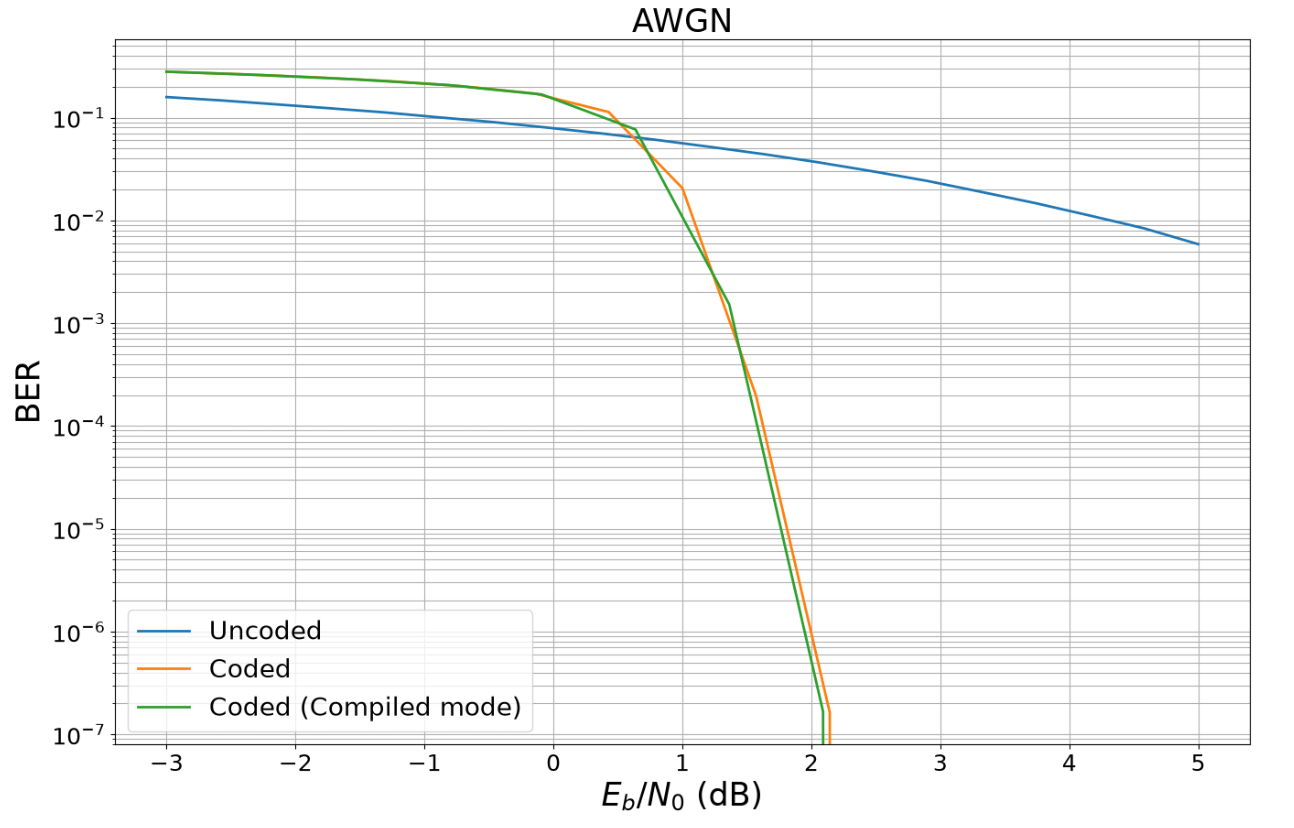 AWGN
BER
10⁻¹
10⁻²
10⁻³
10⁻⁴
10⁻⁵
10⁻⁶
10⁻⁷
Uncoded
Coded
Coded (Compiled mode)
−3 −2 −1 0 1 2 3 4 5
E_b/N_0 (dB)